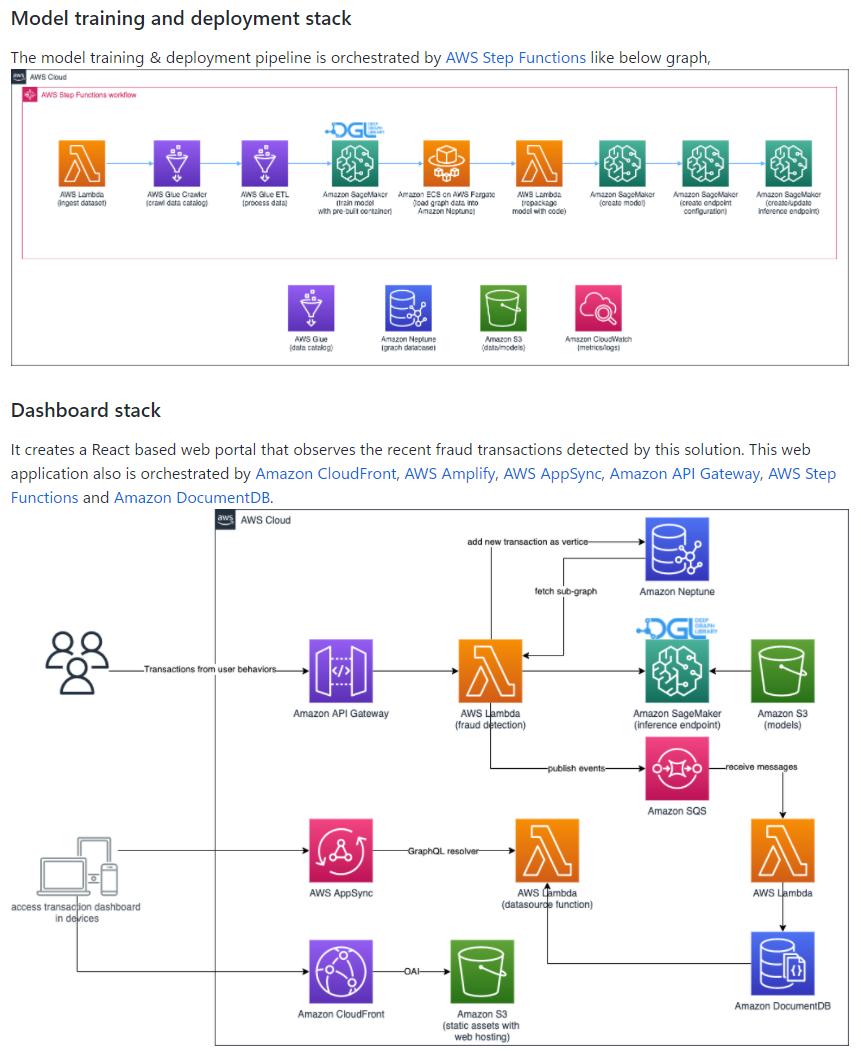 Model training and deployment stack
The model training & deployment pipeline is orchestrated by AWS Step Functions like below graph,
aws AWS Cloud
AWS Step Functions workflow
DGL DEEP GRAPH LIBRARY
AWS Lambda
(ingest dataset)
AWS Glue Crawler
(crawl data catalog)
AWS Glue ETL
(process data)
Amazon SageMaker
(train model
with pre-built container)
Amazon ECS on AWS Fargate
(load graph data into
Amazon Neptune)
AWS Lambda
(repackage
model with code)
Amazon SageMaker
(create model)
Amazon SageMaker
(create endpoint
configuration)
Amazon SageMaker
(create/update
inference endpoint)
AWS Glue
(data catalog)
Amazon Neptune
(graph database)
Amazon S3
(data/models)
Amazon CloudWatch
(metrics/logs)
Dashboard stack
It creates a React based web portal that observes the recent fraud transactions detected by this solution. This web
application also is orchestrated by Amazon CloudFront, AWS Amplify, AWS AppSync, Amazon API Gateway, AWS Step
Functions and Amazon DocumentDB.
aws AWS Cloud
add new transaction as vertice
Amazon Neptune
fetch sub-graph
DGL DEEP GRAPH LIBRARY
Transactions from user behaviors
</>
Amazon API Gateway
AWS Lambda
(fraud detection)
Amazon SageMaker
(inference endpoint)
Amazon S3
(models)
publish events
receive messages
Amazon SQS
GraphQL resolver
access transaction dashboard
in devices
AWS AppSync
AWS Lambda
(datasource function)
AWS Lambda
OAI
{}
Amazon CloudFront
Amazon S3
(static assets with
web hosting)
Amazon DocumentDB